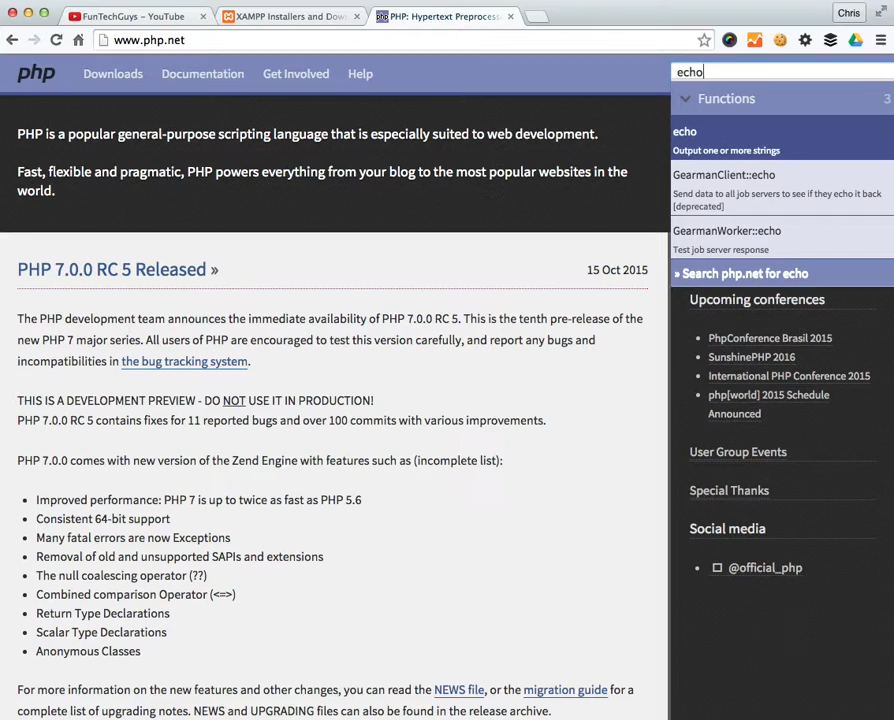 FunTechGuys – YouTube
XAMPP Installers and Dow
PHP: Hypertext Preproces
Chris
www.php.net
php
Downloads
Documentation
Get Involved
Help
echo
Functions
3
echo
Output one or more strings
GearmanClient::echo
Send data to all job servers to see if they echo it back
[deprecated]
GearmanWorker::echo
Test job server response
» Search php.net for echo
PHP is a popular general-purpose scripting language that is especially suited to web development.
Fast, flexible and pragmatic, PHP powers everything from your blog to the most popular websites in the
world.
PHP 7.0.0 RC 5 Released »
15 Oct 2015
The PHP development team announces the immediate availability of PHP 7.0.0 RC 5. This is the tenth pre-release of the
new PHP 7 major series. All users of PHP are encouraged to test this version carefully, and report any bugs and
incompatibilities in the bug tracking system.
THIS IS A DEVELOPMENT PREVIEW - DO NOT USE IT IN PRODUCTION!
PHP 7.0.0 RC 5 contains fixes for 11 reported bugs and over 100 commits with various improvements.
PHP 7.0.0 comes with new version of the Zend Engine with features such as (incomplete list):
• Improved performance: PHP 7 is up to twice as fast as PHP 5.6
• Consistent 64-bit support
• Many fatal errors are now Exceptions
• Removal of old and unsupported SAPIs and extensions
• The null coalescing operator (??)
• Combined comparison Operator (<=>)
• Return Type Declarations
• Scalar Type Declarations
• Anonymous Classes
For more information on the new features and other changes, you can read the NEWS file, or the migration guide for a
complete list of upgrading notes. NEWS and UPGRADING files can also be found in the release archive.
Upcoming conferences
• PhpConference Brasil 2015
• SunshinePHP 2016
• International PHP Conference 2015
• php[world] 2015 Schedule
Announced
User Group Events
Special Thanks
Social media
• @official_php